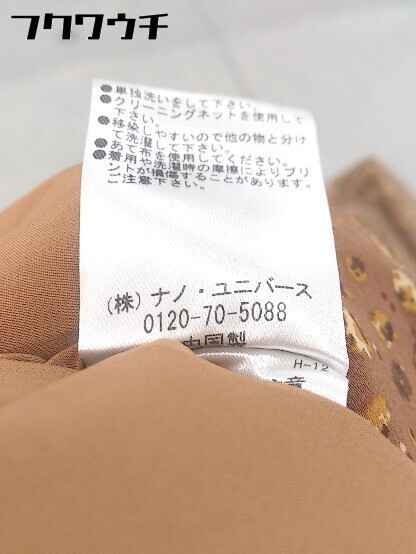 フクワウチ
●単独洗いをして下さい。
●クリーニングネットを使用して
下さい。
●移染しやすいので他の物と分け
て洗濯して下さい。
●あて布を使用してください。
●着用や洗濯時の摩擦によりプリ
ントが損傷することがあります。
ご注意下さい。
(株)ナノ・ユニバース
0120-70-5088
中国製
H-12